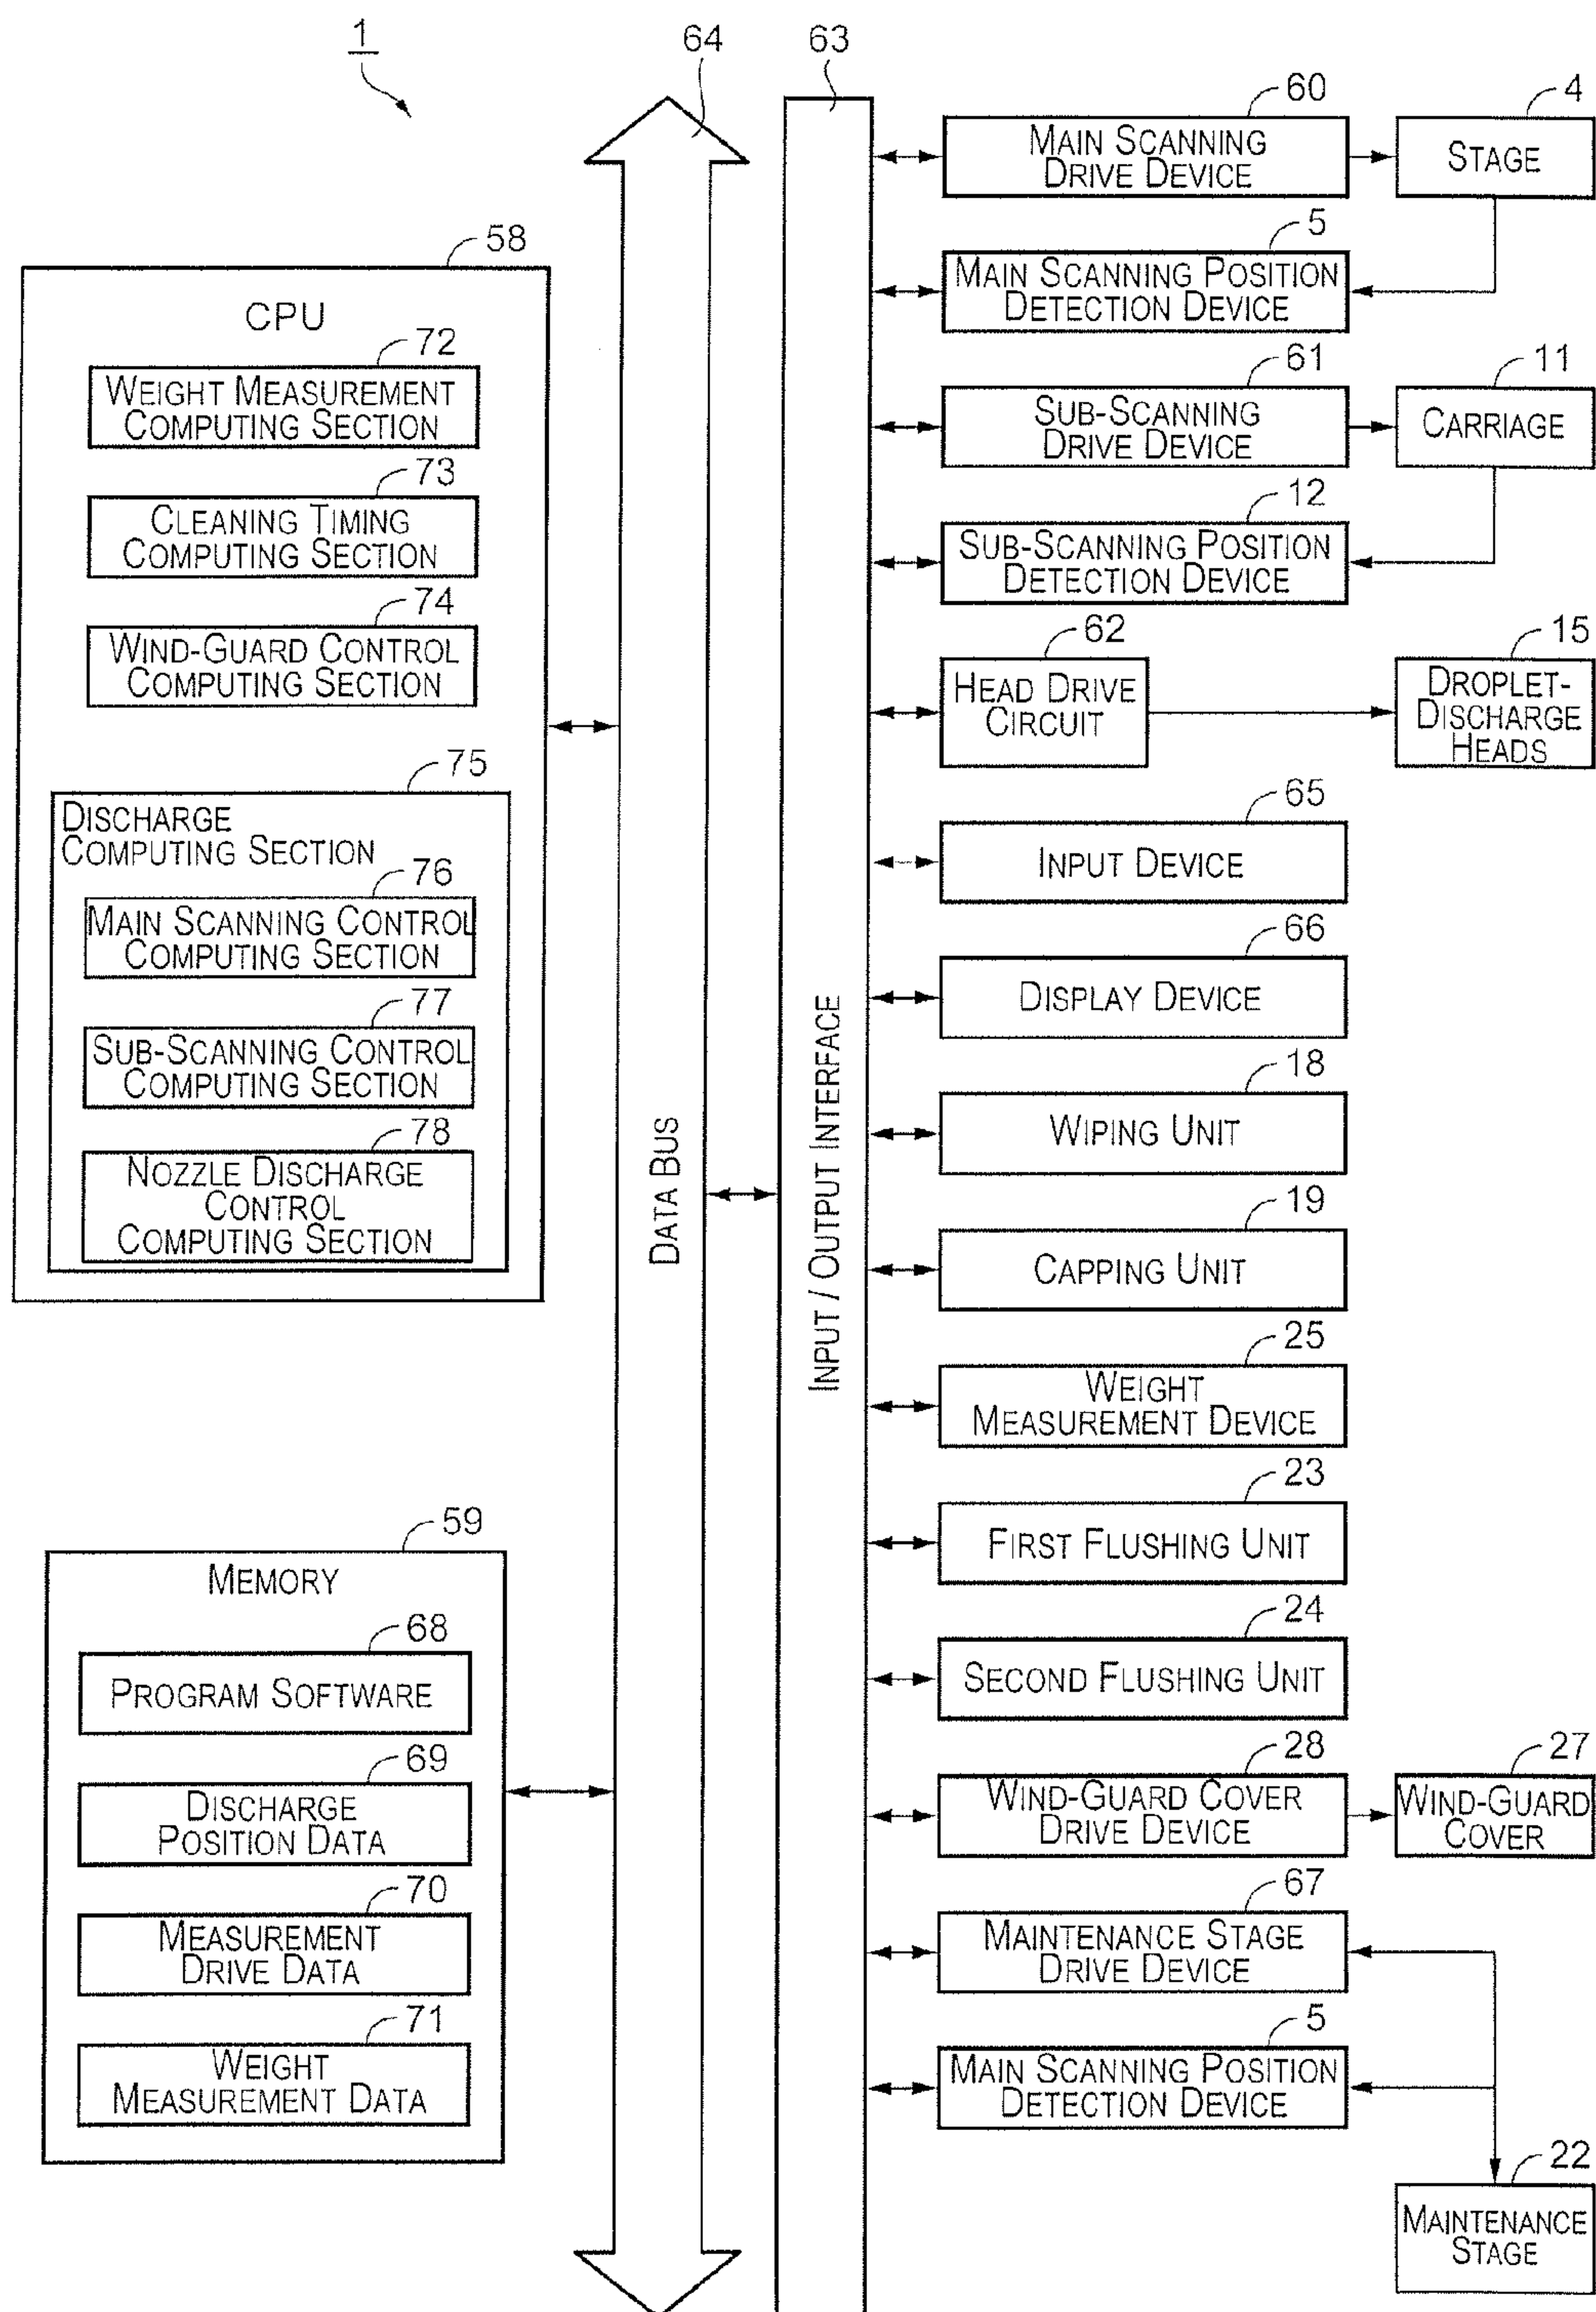 1
64
63
58
CPU
72
WEIGHT MEASUREMENT
COMPUTING SECTION
73
CLEANING TIMING
COMPUTING SECTION
74
WIND-GUARD CONTROL
COMPUTING SECTION
75
DISCHARGE
COMPUTING SECTION
76
MAIN SCANNING CONTROL
COMPUTING SECTION
77
SUB-SCANNING CONTROL
COMPUTING SECTION
78
NOZZLE DISCHARGE
CONTROL
COMPUTING SECTION
59
MEMORY
68
PROGRAM SOFTWARE
69
DISCHARGE
POSITION DATA
70
MEASUREMENT
DRIVE DATA
71
WEIGHT
MEASUREMENT DATA
DATA BUS
INPUT / OUTPUT INTERFACE
60
MAIN SCANNING
DRIVE DEVICE
4
STAGE
5
MAIN SCANNING POSITION
DETECTION DEVICE
61
SUB-SCANNING
DRIVE DEVICE
11
CARRIAGE
12
SUB-SCANNING POSITION
DETECTION DEVICE
62
HEAD DRIVE
CIRCUIT
15
DROPLET-
DISCHARGE
HEADS
65
INPUT DEVICE
66
DISPLAY DEVICE
18
WIPING UNIT
19
CAPPING UNIT
25
WEIGHT
MEASUREMENT DEVICE
23
FIRST FLUSHING UNIT
24
SECOND FLUSHING UNIT
28
WIND-GUARD COVER
DRIVE DEVICE
27
WIND-GUARD
COVER
67
MAINTENANCE STAGE
DRIVE DEVICE
5
MAIN SCANNING POSITION
DETECTION DEVICE
22
MAINTENANCE
STAGE